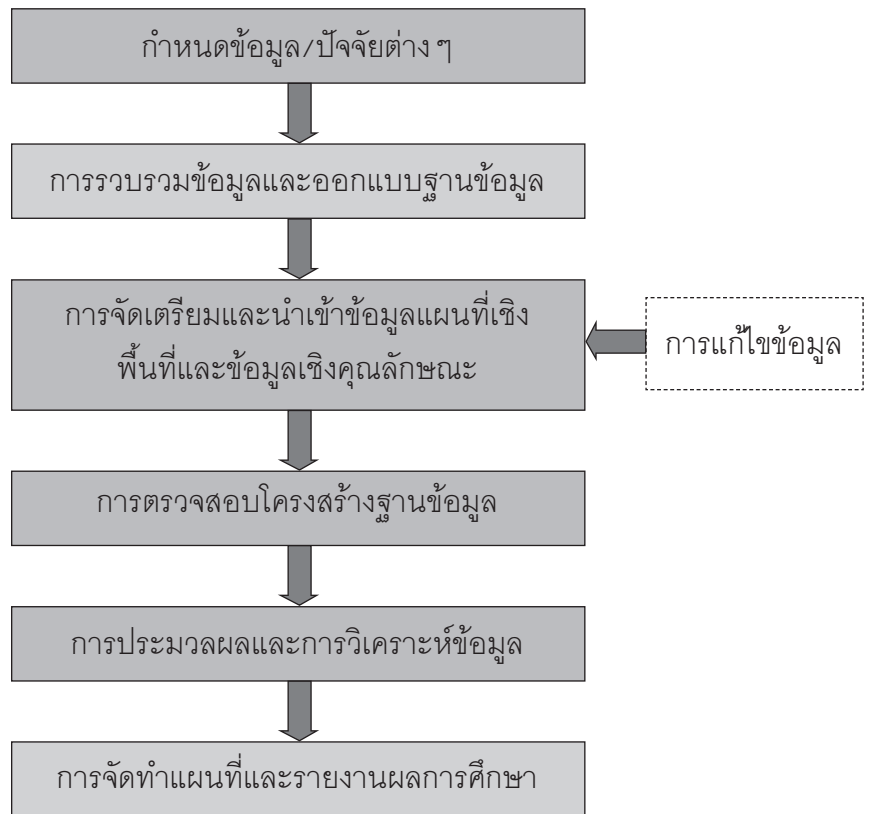 กำหนดข้อมูล/ปัจจัยต่าง ๆ
การรวบรวมข้อมูลและออกแบบฐานข้อมูล
การจัดเตรียมและนำเข้าข้อมูลแผนที่เชิง
พื้นที่และข้อมูลเชิงคุณลักษณะ
การแก้ไขข้อมูล
การตรวจสอบโครงสร้างฐานข้อมูล
การประมวลผลและการวิเคราะห์ข้อมูล
การจัดทำแผนที่และรายงานผลการศึกษา